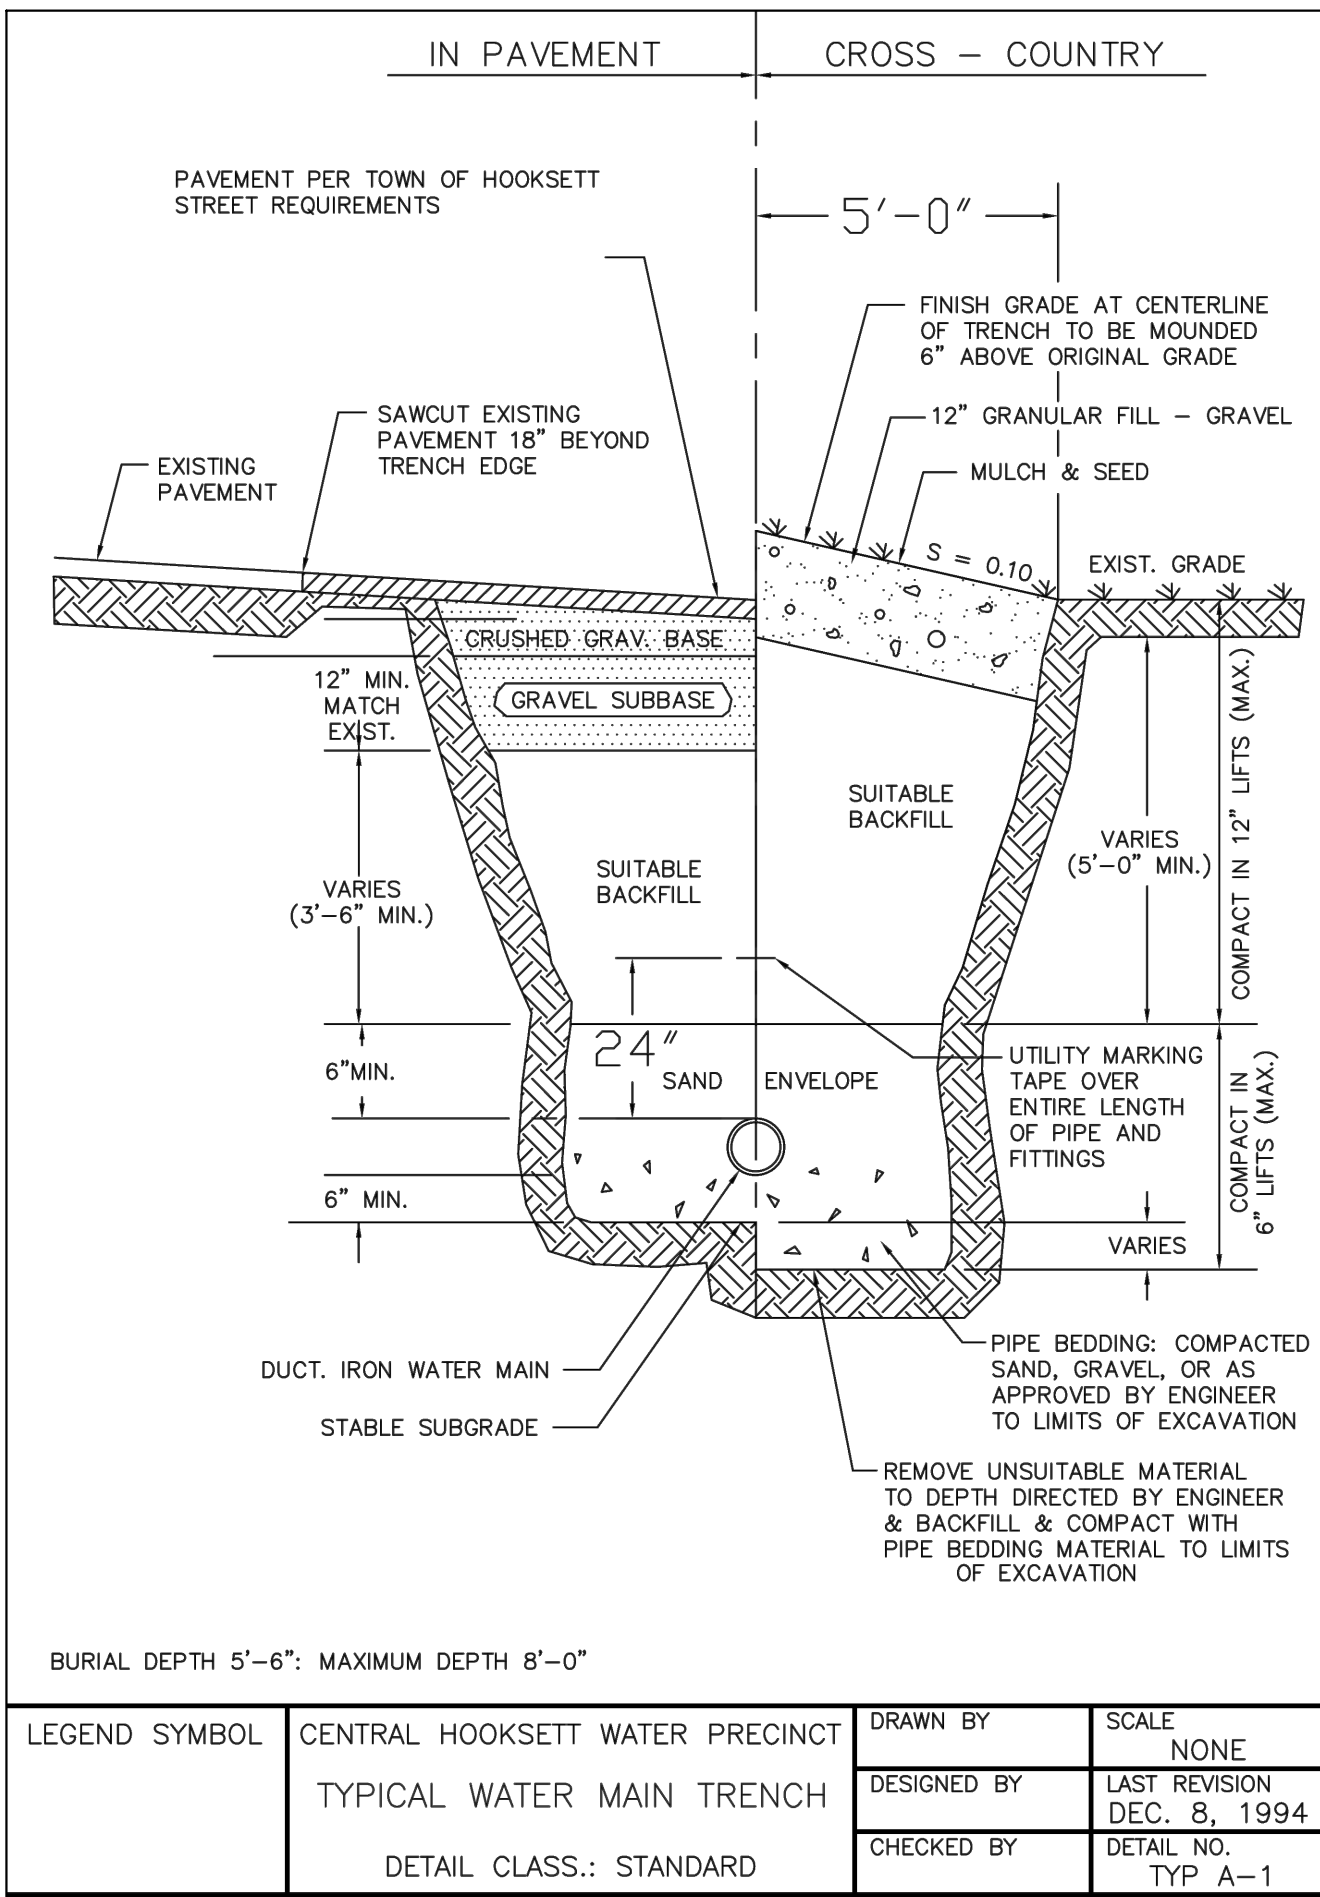 IN PAVEMENT
CROSS – COUNTRY
PAVEMENT PER TOWN OF HOOKSETT
STREET REQUIREMENTS
5'–0"
FINISH GRADE AT CENTERLINE
OF TRENCH TO BE MOUNDED
6" ABOVE ORIGINAL GRADE
SAWCUT EXISTING
PAVEMENT 18" BEYOND
TRENCH EDGE
12" GRANULAR FILL – GRAVEL
EXISTING
PAVEMENT
MULCH & SEED
S = 0.10
EXIST. GRADE
CRUSHED GRAV. BASE
12" MIN.
MATCH
EXIST.
GRAVEL SUBBASE
SUITABLE
BACKFILL
COMPACT IN 12" LIFTS (MAX.)
VARIES
(5'–0" MIN.)
SUITABLE
BACKFILL
VARIES
(3'–6" MIN.)
24"
6"MIN.
SAND ENVELOPE
UTILITY MARKING
TAPE OVER
ENTIRE LENGTH
OF PIPE AND
FITTINGS
COMPACT IN
6" LIFTS (MAX.)
6" MIN.
VARIES
DUCT. IRON WATER MAIN
STABLE SUBGRADE
PIPE BEDDING: COMPACTED
SAND, GRAVEL, OR AS
APPROVED BY ENGINEER
TO LIMITS OF EXCAVATION
REMOVE UNSUITABLE MATERIAL
TO DEPTH DIRECTED BY ENGINEER
& BACKFILL & COMPACT WITH
PIPE BEDDING MATERIAL TO LIMITS
OF EXCAVATION
BURIAL DEPTH 5'–6": MAXIMUM DEPTH 8'–0"
LEGEND SYMBOL
CENTRAL HOOKSETT WATER PRECINCT
TYPICAL WATER MAIN TRENCH
DETAIL CLASS.: STANDARD
DRAWN BY
DESIGNED BY
CHECKED BY
SCALE
NONE
LAST REVISION
DEC. 8, 1994
DETAIL NO.
TYP A–1